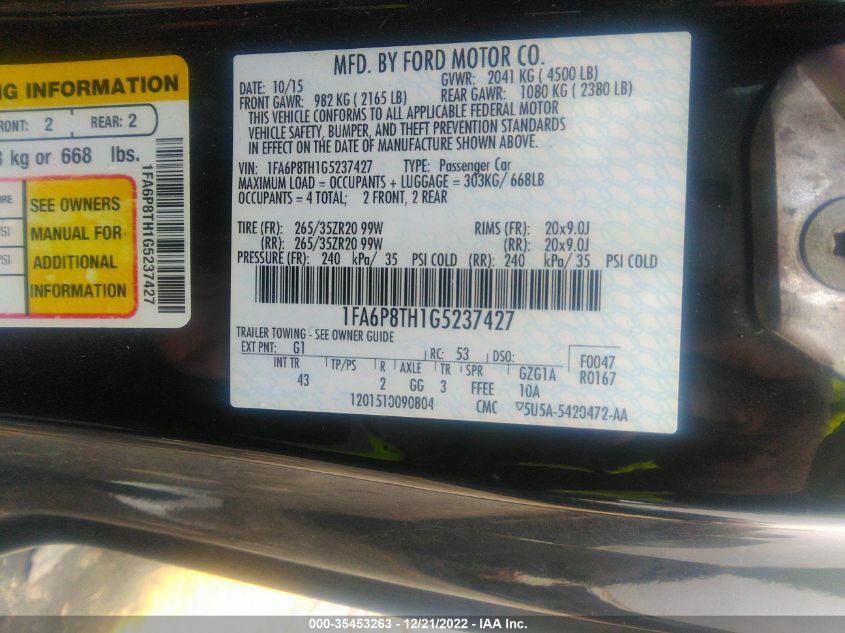 NG INFORMATION
FRONT: 2 REAR: 2
kg or 668 lbs.
SEE OWNERS
MANUAL FOR
ADDITIONAL
INFORMATION
1FA6P8TH1G5237427
MFD. BY FORD MOTOR CO.
DATE: 10/15 GVWR: 2041 KG ( 4500 LB)
FRONT GAWR: 982 KG ( 2165 LB) REAR GAWR: 1080 KG ( 2380 LB)
THIS VEHICLE CONFORMS TO ALL APPLICABLE FEDERAL MOTOR
VEHICLE SAFETY, BUMPER, AND THEFT PREVENTION STANDARDS
IN EFFECT ON THE DATE OF MANUFACTURE SHOWN ABOVE.
VIN: 1FA6P8TH1G5237427 TYPE: Passenger Car
MAXIMUM LOAD = OCCUPANTS + LUGGAGE = 303KG/ 668LB
OCCUPANTS = 4 TOTAL; 2 FRONT, 2 REAR
TIRE (FR): 265/35ZR20 99W RIMS (FR): 20x9.0J
(RR): 265/35ZR20 99W (RR): 20x9.0J
PRESSURE (FR): 240 kPa/ 35 PSI COLD (RR): 240 kPa/ 35 PSI COLD
1FA6P8TH1G5237427
TRAILER TOWING - SEE OWNER GUIDE
EXT PNT: G1 RC: 53 DSO: F0047
INT TR TP/PS R AXLE TR SPR GZG1A R0167
43 2 GG 3 FFEE 10A
1201510090804 CMC 5U5A-5420472-AA
000-35453263 - 12/21/2022 - IAA Inc.